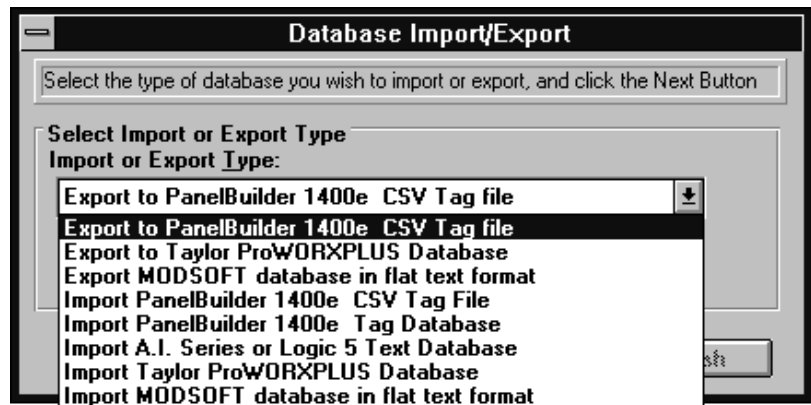 Database Import/Export
Select the type of database you wish to import or export, and click the Next Button
Select Import or Export Type
Import or Export Type:
Export to PanelBuilder 1400e CSV Tag file
Export to PanelBuilder 1400e CSV Tag file
Export to Taylor ProWORXPLUS Database
Export MODSOFT database in flat text format
Import PanelBuilder 1400e CSV Tag File
Import PanelBuilder 1400e Tag Database
Import A.I. Series or Logic 5 Text Database
Import Taylor ProWORXPLUS Database
Import MODSOFT database in flat text format